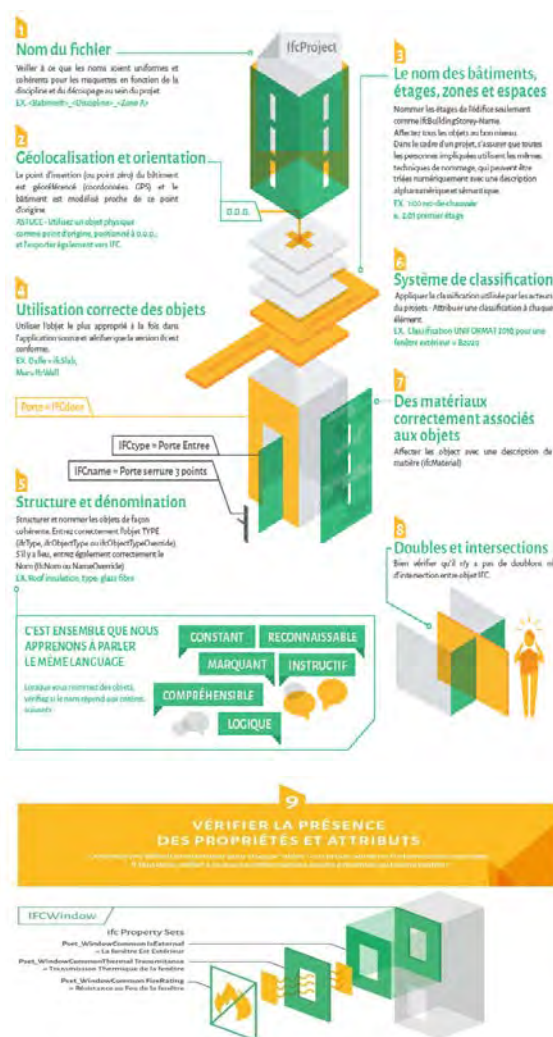 1
Nom du fichier
Veiller à ce que les noms soient uniformes et
cohérents pour les maquettes en fonction de la
discipline et du découpage au sein du projet
EX. <Batiment>_<Discipline>_<Zone A>
IfcProject
2
Géolocalisation et orientation
Le point d'insertion (ou point zéro) du bâtiment
est géoréférencé (coordonnées GPS) et le
bâtiment est modélisé proche de ce point
d'origine
ASTUCE - Utilisez un objet physique
comme point d'origine, positionné à 0.0.0.,
et l'exporter également vers IFC.
0.0.0.
3
Le nom des bâtiments,
étages, zones et espaces
Nommer les étages de l'édifice seulement
comme ifcBuildingStorey-Name.
Affectez tous les objets au bon niveau.
Dans le cadre d'un projet, s'assurer que toutes
les personnes impliquées utilisent les mêmes
techniques de nommage, qui peuvent être
triées numériquement avec une description
alphanumérique et sémantique.
EX. 1.00 rez-de-chaussée
2.01 premier étage
4
Utilisation correcte des objets
Utiliser l'objet le plus approprié à la fois dans
l'application source et vérifier que la version ifc est
conforme.
EX. Dalle = ifcSlab,
Mur = IfcWall
6
Système de classification
Appliquer la classification utilisée par les acteurs
du projets - Attribuer une classification à chaque
élément.
EX. Classification UNIFORMAT 2010 pour une
fenêtre extérieur = B2020
Porte = IFCdoor
IFCtype = Porte Entree
IFCname = Porte serrure 3 points
7
Des matériaux
correctement associés
aux objets
Affecter les object avec une description de
matière (ifcMaterial)
5
Structure et dénomination
Structurer et nommer les objets de façon
cohérente. Entrez correctement l'objet TYPE
(ifcType, ifcObjectType ou ifcObjectTypeOverride)
S'il y a lieu, entrez également correctement le
Nom (IfcNom ou NameOverride)
EX. Roof insulation, type: glass fibre
8
Doubles et intersections
Bien vérifier qu'il n'y a pas de doublons ni
d'intersection entre objet IFC.
C'EST ENSEMBLE QUE NOUS
APPRENONS À PARLER
LE MÊME LANGUAGE
Lorsque vous nommez des objets,
vérifiez si le nom répond aux critères
suivants
CONSTANT
RECONNAISSABLE
MARQUANT
INSTRUCTIF
COMPRÉHENSIBLE
LOGIQUE
9
VÉRIFIER LA PRÉSENCE
DES PROPRIÉTÉS ET ATTRIBUTS
IFCWindow
ifc Property Sets
Pset_WindowCommon IsExternal
= La fenêtre Est Extérieur
Pset_WindowCommonThermal Transmitance
= Transmission Thermique de la fenêtre
Pset_WindowCommon FireRating
= Résistance au Feu de la fenêtre